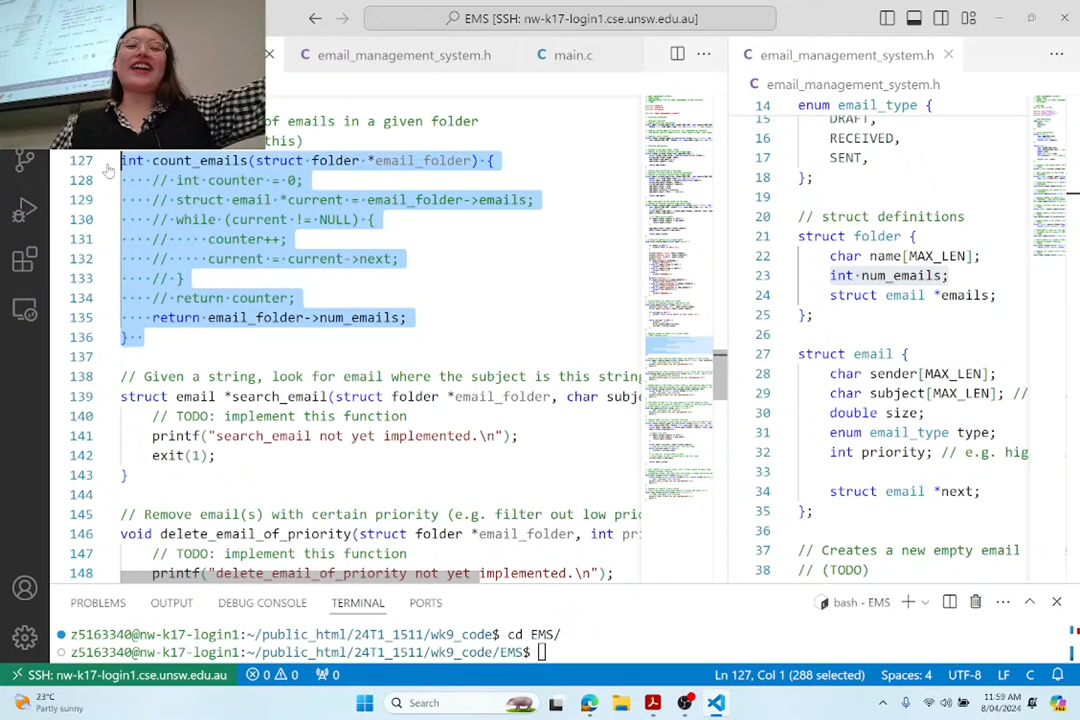 EMS [SSH: nw-k17-login1.cse.unsw.edu.au]
email_management_system.h
main.c
email_management_system.h
email_management_system.h
of emails in a given folder
this)
127 int count_emails(struct folder *email_folder) {
128 // int counter = 0;
129 // struct email *current = email_folder->emails;
130 // while (current != NULL) {
131 // counter++;
132 // current = current->next;
133 // }
134 // return counter;
135 return email_folder->num_emails;
136 }
137
138 // Given a string, look for email where the subject is this string
139 struct email *search_email(struct folder *email_folder, char subje
140 // TODO: implement this function
141 printf("search_email not yet implemented.\n");
142 exit(1);
143 }
144
145 // Remove email(s) with certain priority (e.g. filter out low prio
146 void delete_email_of_priority(struct folder *email_folder, int pri
147 // TODO: implement this function
148 printf("delete_email_of_priority not yet implemented.\n");
14 enum email_type {
15 DRAFT,
16 RECEIVED,
17 SENT,
18 };
19
20 // struct definitions
21 struct folder {
22 char name[MAX_LEN];
23 int num_emails;
24 struct email *emails;
25 };
26
27 struct email {
28 char sender[MAX_LEN];
29 char subject[MAX_LEN]; //
30 double size;
31 enum email_type type;
32 int priority; // e.g. hig
33
34 struct email *next;
35 };
36
37 // Creates a new empty email
38 // (TODO)
PROBLEMS OUTPUT DEBUG CONSOLE TERMINAL PORTS
bash - EMS
z5163340@nw-k17-login1:~/public_html/24T1_1511/wk9_code$ cd EMS/
z5163340@nw-k17-login1:~/public_html/24T1_1511/wk9_code/EMS$
SSH: nw-k17-login1.cse.unsw.edu.au 0 0 0 Ln 127, Col 1 (288 selected) Spaces: 4 UTF-8 LF C
23°C
Partly sunny
Search
11:59 AM
8/04/2024